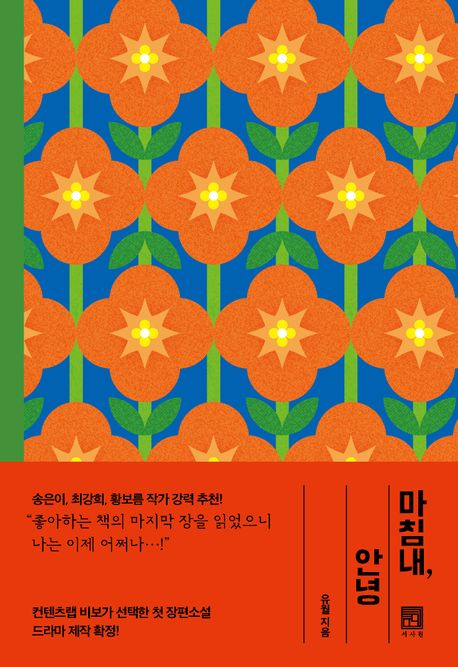 송은이, 최강희, 황보름 작가 강력 추천!
“좋아하는 책의 마지막 장을 읽었으니
나는 이제 어쩌나…!”
컨텐츠랩 비보가 선택한 첫 장편소설
드라마 제작 확정!
마침내,
안녕
유월 지음
서사원